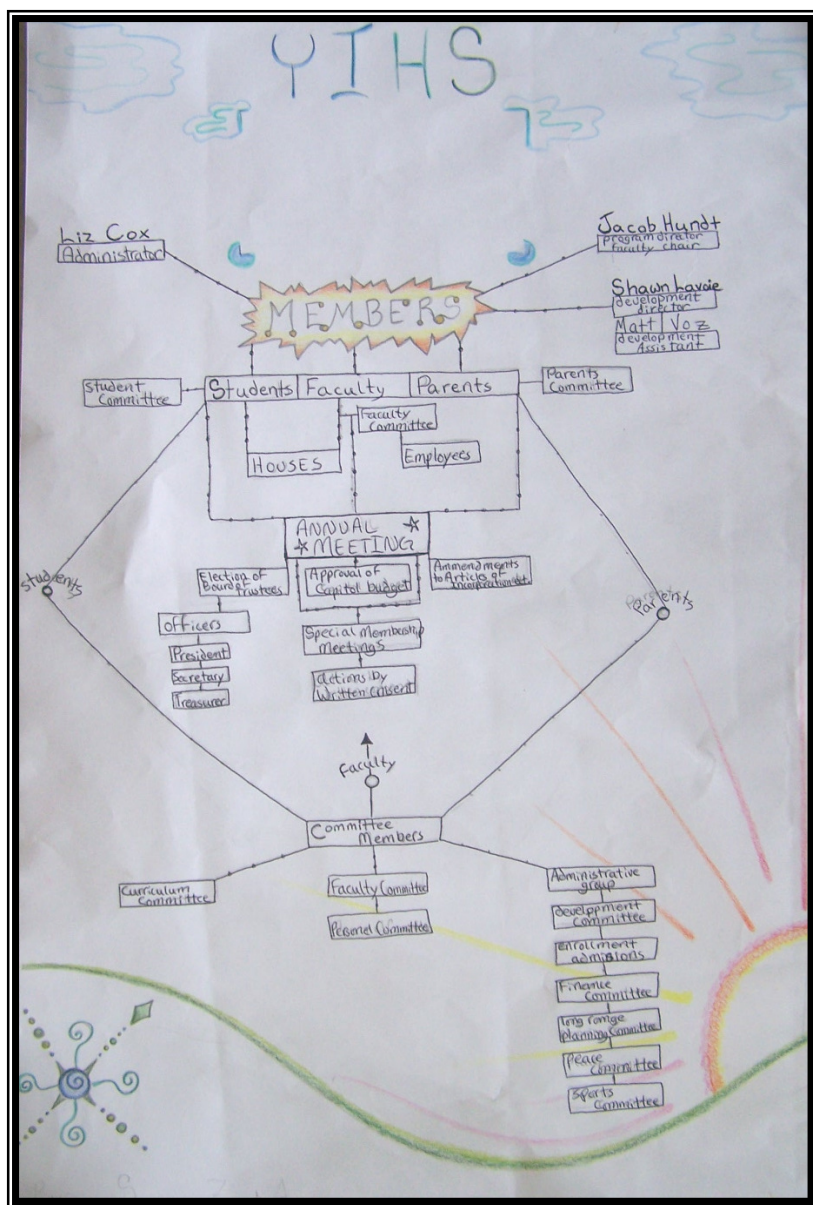 YIHS
Liz Cox
Administrator
Jacob Hundt
program dirator
faculty chair
Shawn Lavoie
development
director
Matt Voz
development
Assistant
MEMBERS
Student
Committee
Students
Faculty
Parents
Parents
Committee
Faculty
Committee
HOUSES
Employees
ANNUAL
MEETING
Election of
Board of trustees
Approval of
Capitol budget
Ammendments
to Article of
officers
President
Secretary
Treasurer
Special Membership
Meetings
Actions by
Written consent
Students
Parents
Faculty
Committee
Members
Curriculum
Committee
Faculty Committee
Personel Committee
Administrative
group
development
Committee
enrollment
admissions
Finance
Committee
long range
planning Committee
Peace
Committee
Sports
Committee